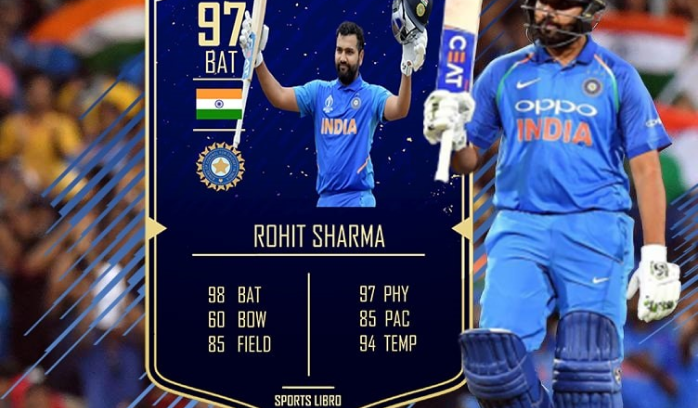 97
BAT
INDIA
ROHIT SHARMA
98 BAT
60 BOW
85 FIELD
97 PHY
85 PAC
94 TEMP
SPORTS LIBRO
CEAT
oppo
INDIA